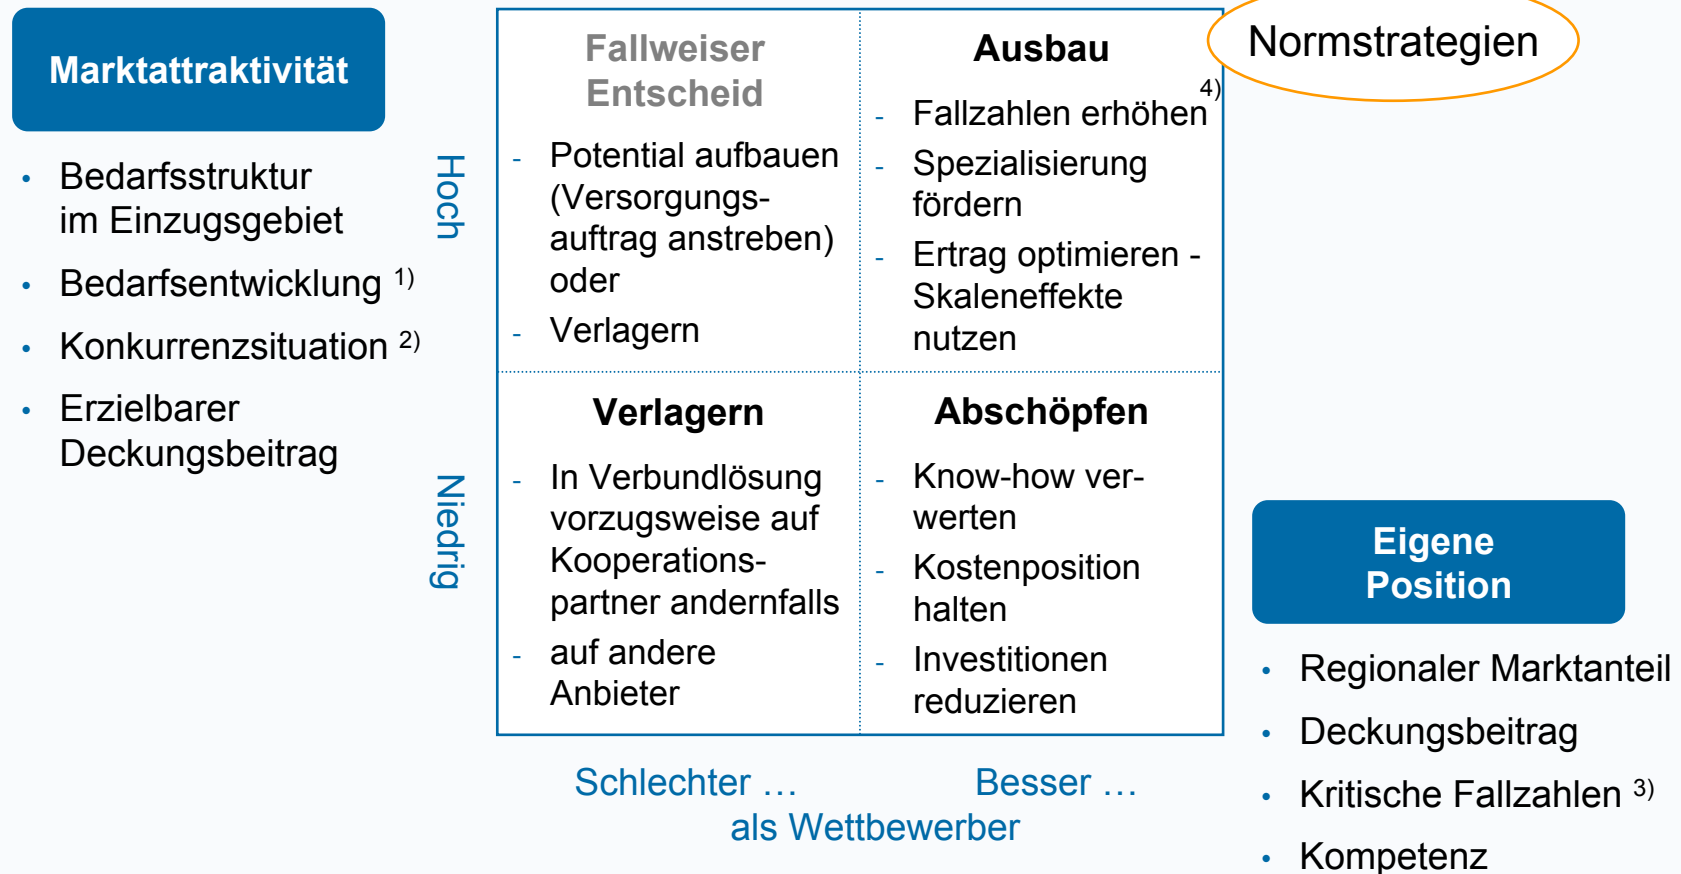 Marktattraktivität
Bedarfsstruktur
im Einzugsgebiet
Bedarfsentwicklung 1)
Konkurrenzsituation 2)
Erzielbarer
Deckungsbeitrag
Hoch
Niedrig
Fallweiser
Entscheid
- Potential aufbauen
(Versorgungs-
auftrag anstreben)
oder
- Verlagern
Ausbau
- Fallzahlen erhöhen 4)
- Spezialisierung
fördern
- Ertrag optimieren -
Skaleneffekte
nutzen
Verlagern
- In Verbundlösung
vorzugsweise auf
Kooperations-
partner andernfalls
- auf andere
Anbieter
Abschöpfen
- Know-how ver-
werten
- Kostenposition
halten
- Investitionen
reduzieren
Schlechter … Besser …
als Wettbewerber
Normstrategien
Eigene
Position
Regionaler Marktanteil
Deckungsbeitrag
Kritische Fallzahlen 3)
Kompetenz